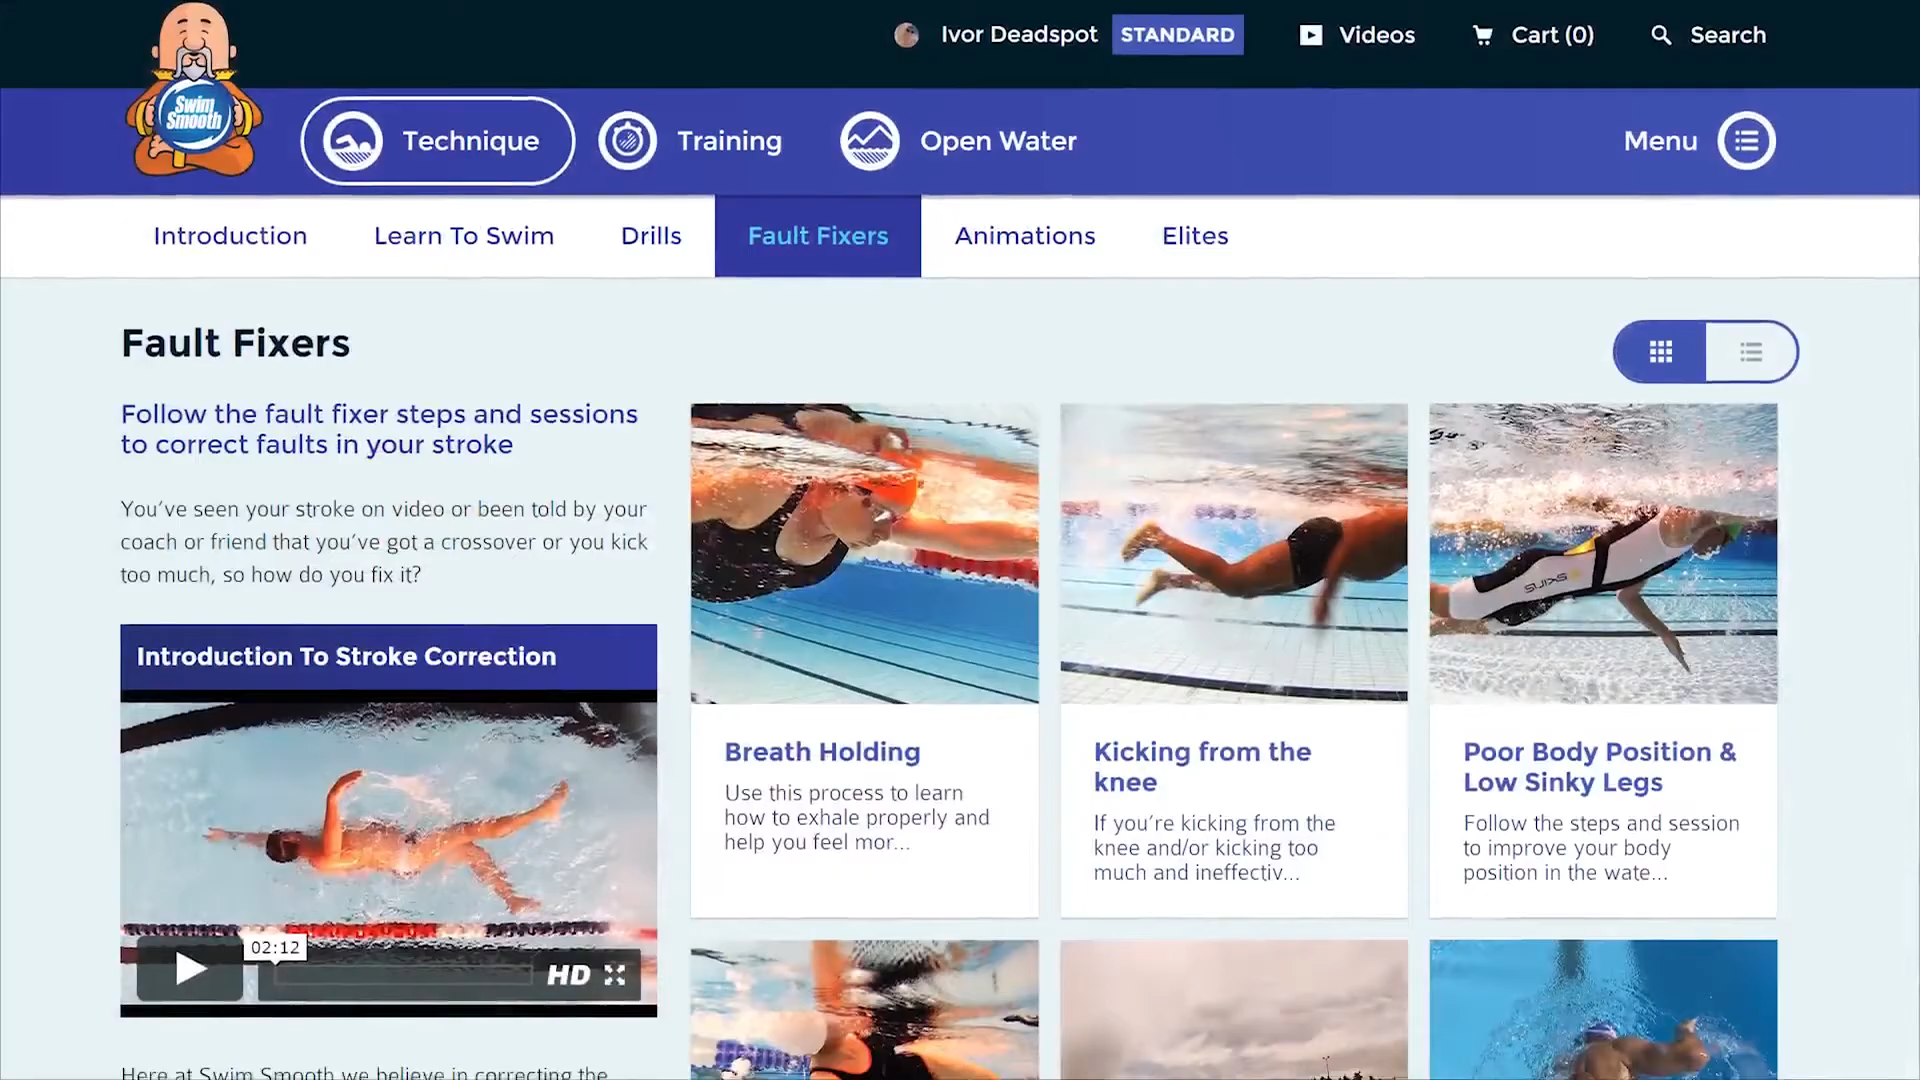 Ivor Deadspot STANDARD Videos Cart (0) Search
Swim
Smooth
Technique Training Open Water Menu
Introduction Learn To Swim Drills Fault Fixers Animations Elites
Fault Fixers
Follow the fault fixer steps and sessions
to correct faults in your stroke
You've seen your stroke on video or been told by your
coach or friend that you've got a crossover or you kick
too much, so how do you fix it?
Introduction To Stroke Correction
02:12
HD
Here at Swim Smooth we believe in correcting the
SKINS
Breath Holding
Use this process to learn
how to exhale properly and
help you feel mor...
Kicking from the
knee
If you're kicking from the
knee and/or kicking too
much and ineffectiv...
Poor Body Position &
Low Sinky Legs
Follow the steps and session
to improve your body
position in the wate...